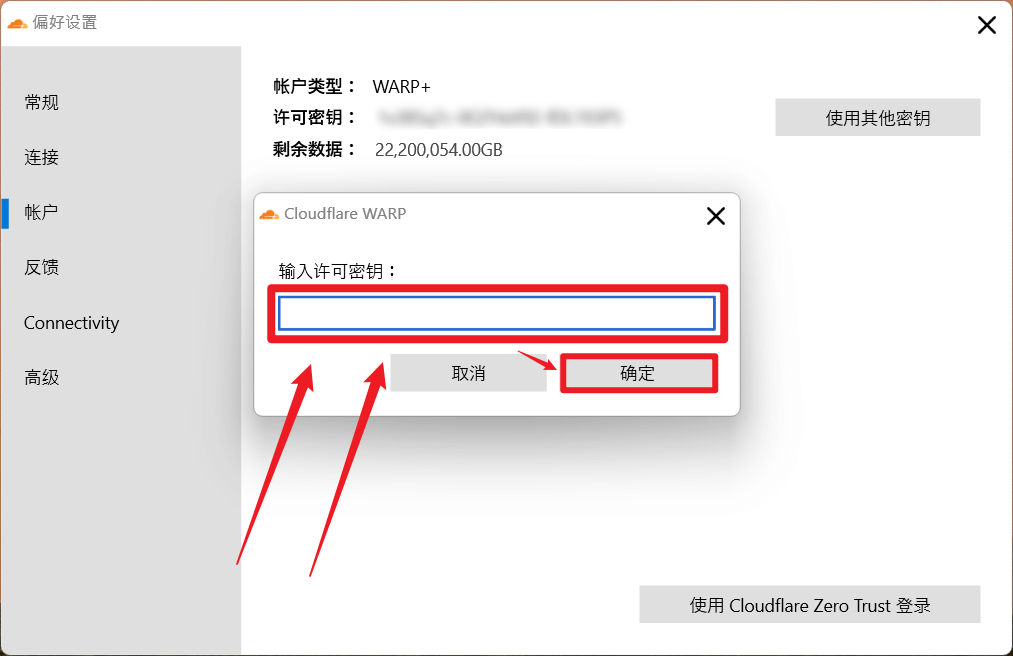 偏好设置
常规
连接
帐户
反馈
Connectivity
高级
帐户类型： WARP+
许可密钥：
剩余数据： 22,200,054.00GB
使用其他密钥
Cloudflare WARP
输入许可密钥：
取消
确定
使用 Cloudflare Zero Trust 登录